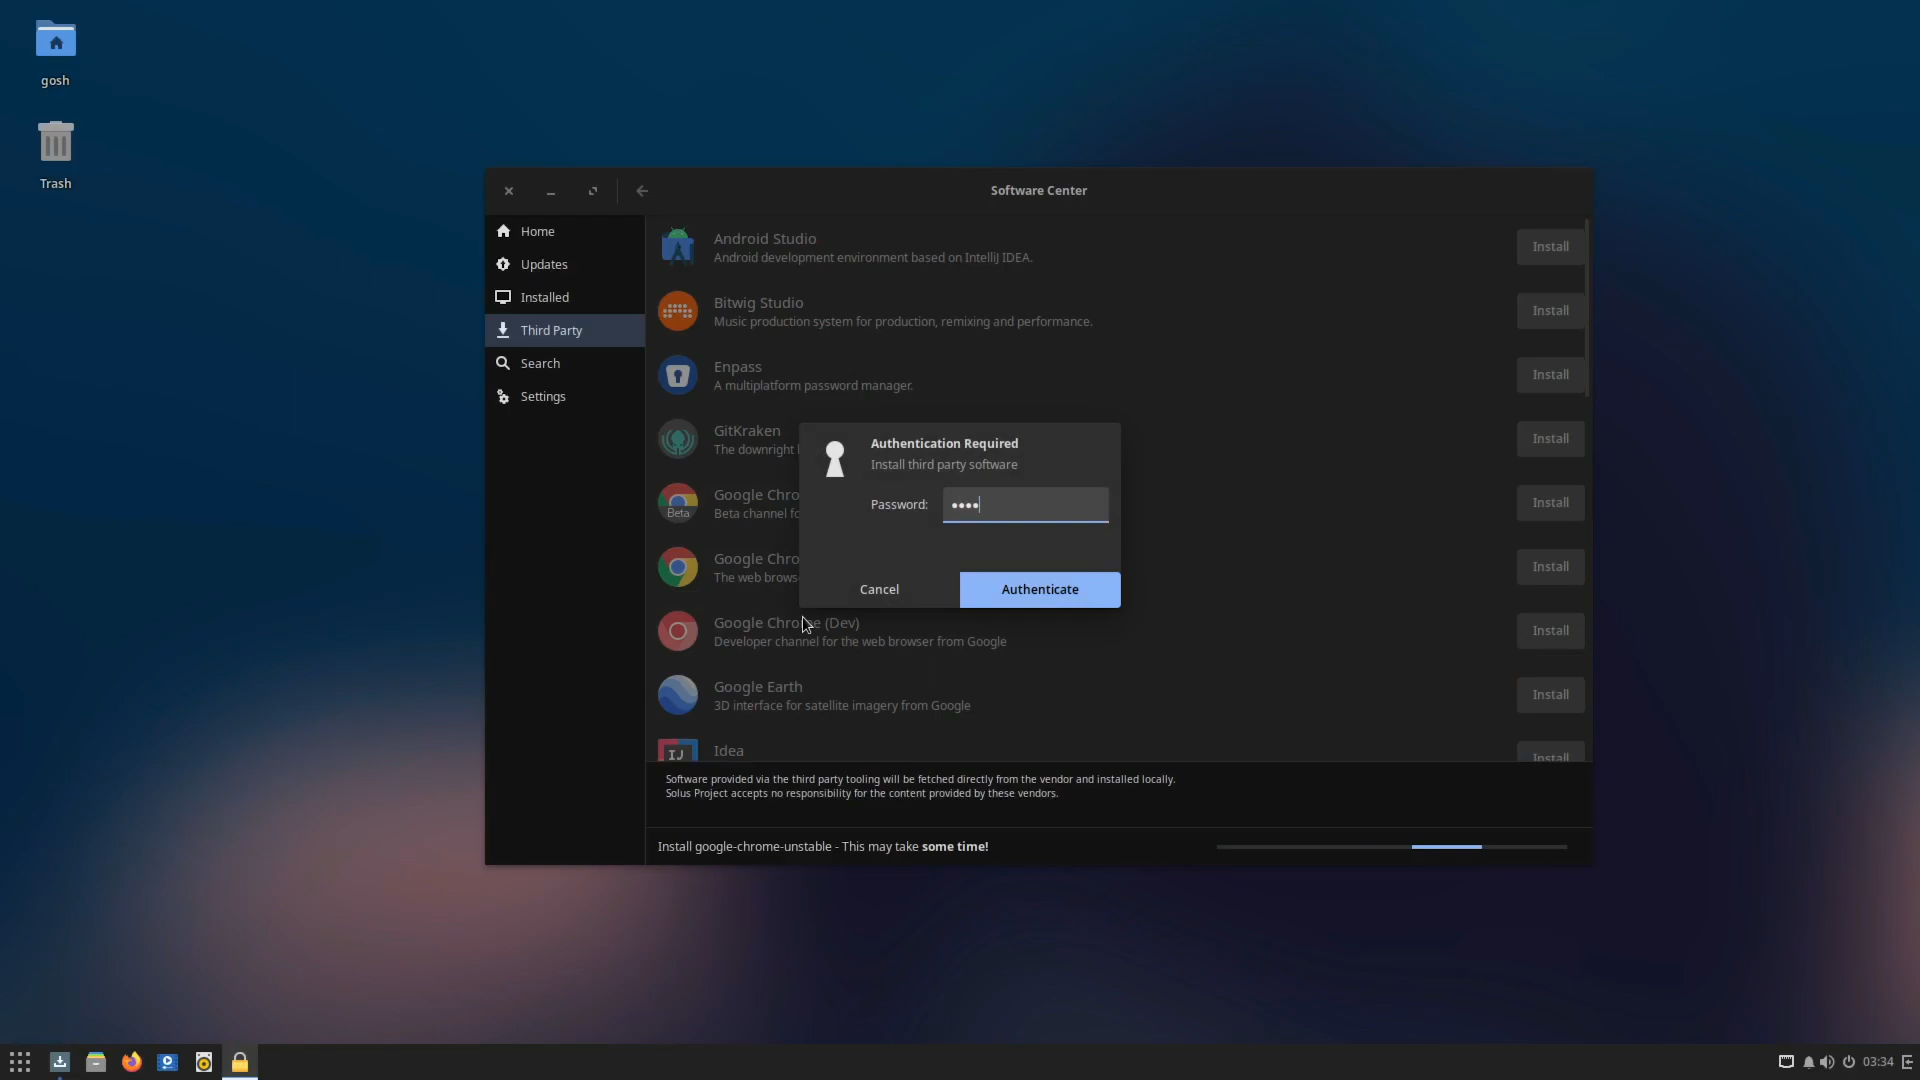 gosh
Trash
Software Center
Home
Updates
Installed
Third Party
Search
Settings
Android Studio
Android development environment based on IntelliJ IDEA.
Install
Bitwig Studio
Music production system for production, remixing and performance.
Install
Enpass
A multiplatform password manager.
Install
GitKraken
The downright
Install
Google Chro
Beta channel fo
Beta
Install
Google Chro
The web brows
Install
Google Chrome (Dev)
Developer channel for the web browser from Google
Install
Google Earth
3D interface for satellite imagery from Google
Install
IJ
Idea
Install
Authentication Required
Install third party software
Password:
Cancel
Authenticate
Software provided via the third party tooling will be fetched directly from the vendor and installed locally.
Solus Project accepts no responsibility for the content provided by these vendors.
Install google-chrome-unstable - This may take some time!
03:34